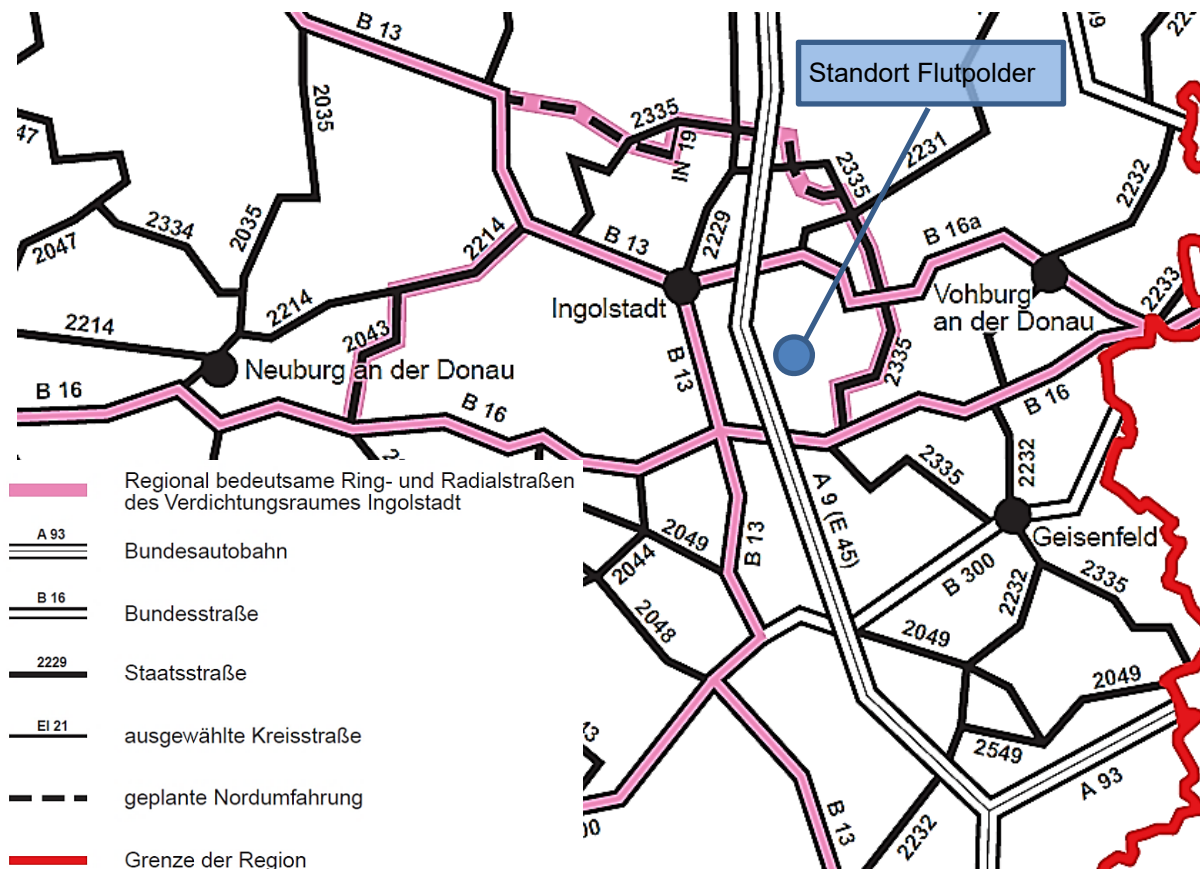 B 13
2035
47
2047
2334
2035
2214
2214
2214
2043
B 16
B 16
Neuburg an der Donau
B 13
Ingolstadt
2335
IN 19
2229
B 13
Standort Flutpolder
2335
2231
2232
B 16a
Vohburg
an der Donau
2233
2335
B 16
2232
2335
Geisenfeld
A 9 (E 45)
B 13
2049
2044
2048
B 300
2232
2335
2049
2049
2549
A 93
2232
B 13
00
Regional bedeutsame Ring- und Radialstraßen
des Verdichtungsraumes Ingolstadt
A 93
Bundesautobahn
B 16
Bundesstraße
2229
Staatsstraße
EI 21
ausgewählte Kreisstraße
geplante Nordumfahrung
Grenze der Region